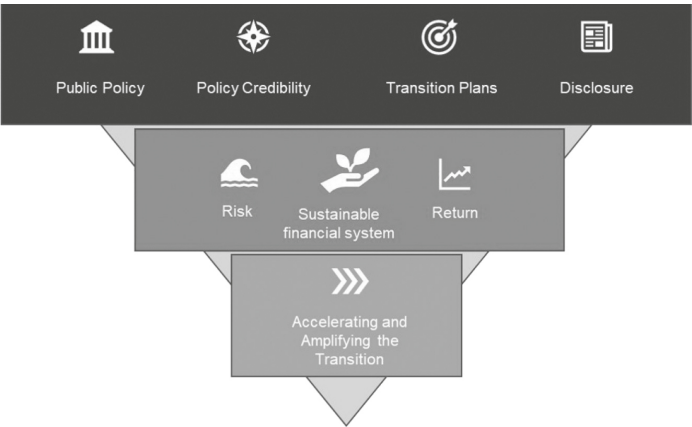 Public Policy
Policy Credibility
Transition Plans
Disclosure
Risk
Sustainable
financial system
Return
Accelerating and
Amplifying the
Transition